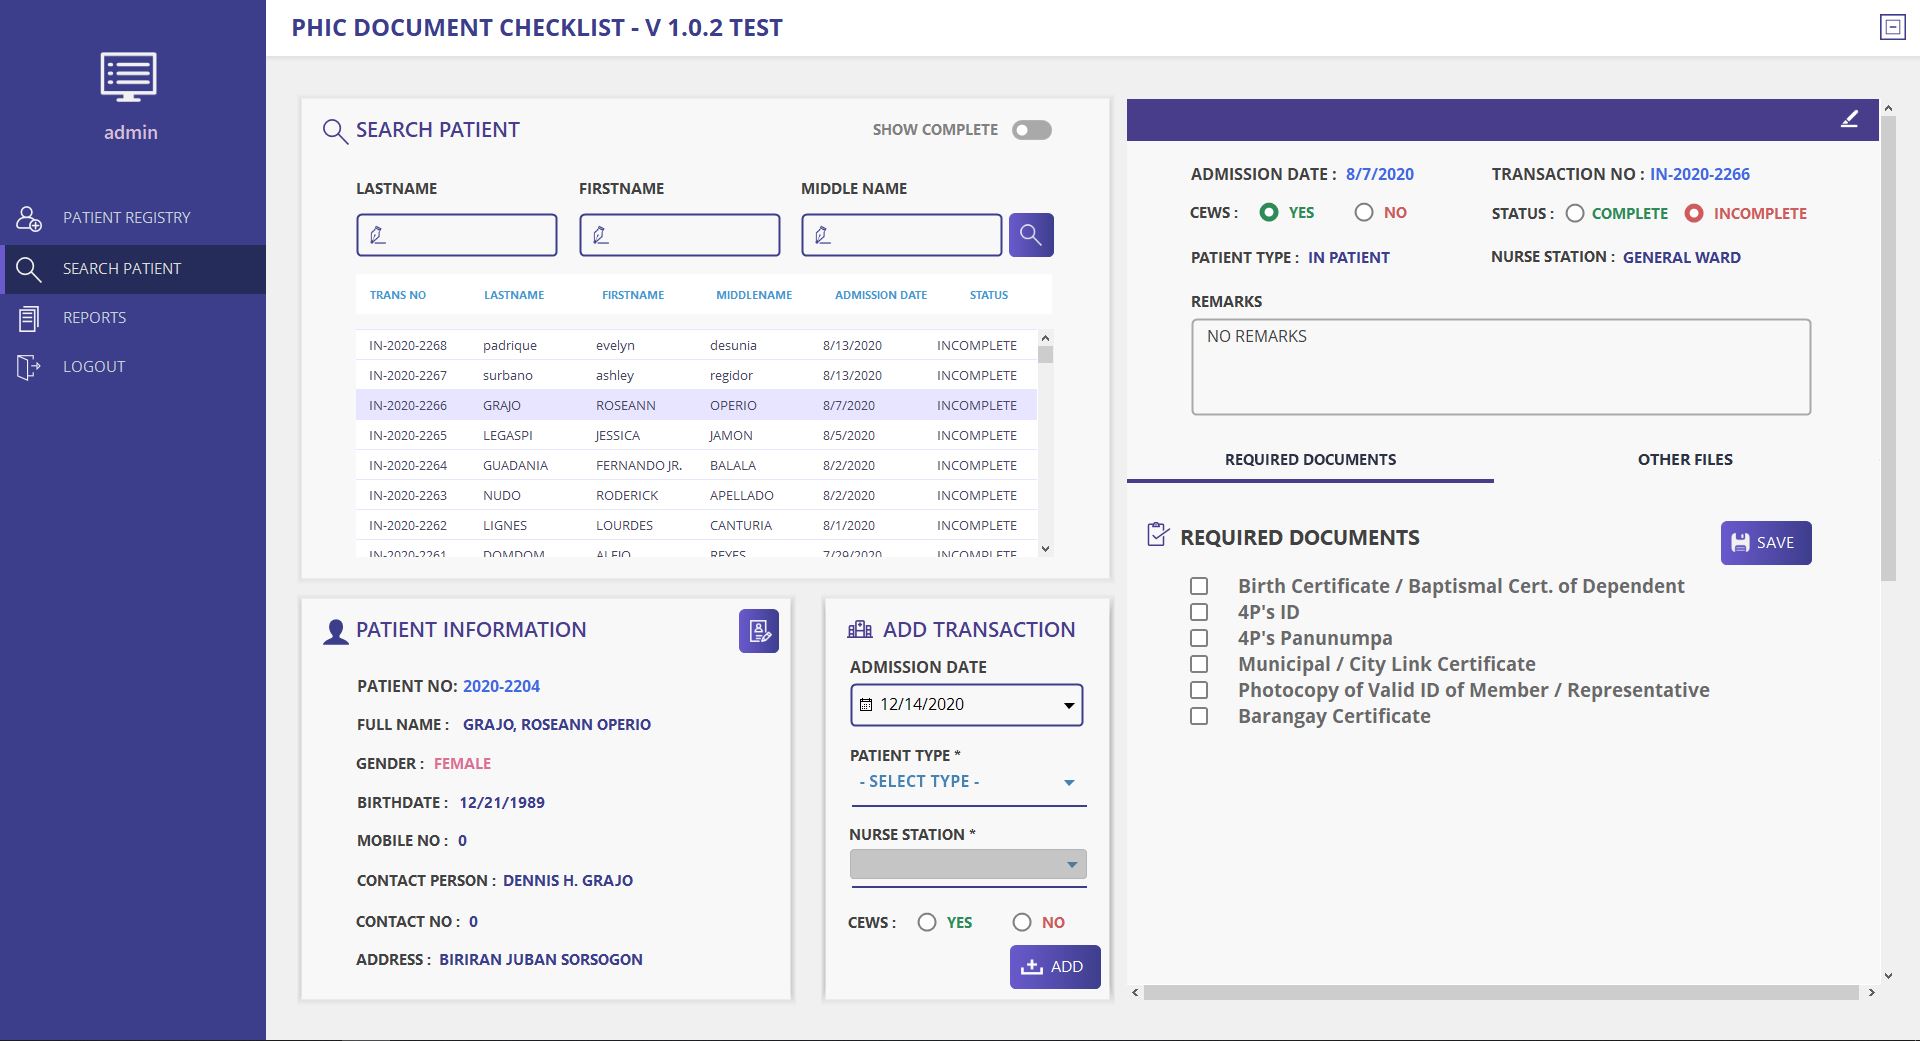 PHIC DOCUMENT CHECKLIST - V 1.0.2 TEST
admin
PATIENT REGISTRY
SEARCH PATIENT
REPORTS
LOGOUT
SEARCH PATIENT
SHOW COMPLETE
LASTNAME FIRSTNAME MIDDLE NAME
TRANS NO LASTNAME FIRSTNAME MIDDLENAME ADMISSION DATE STATUS
IN-2020-2268 padrique evelyn desunia 8/13/2020 INCOMPLETE
IN-2020-2267 surbano ashley regidor 8/13/2020 INCOMPLETE
IN-2020-2266 GRAJO ROSEANN OPERIO 8/7/2020 INCOMPLETE
IN-2020-2265 LEGASPI JESSICA JAMON 8/5/2020 INCOMPLETE
IN-2020-2264 GUADANIA FERNANDO JR. BALALA 8/2/2020 INCOMPLETE
IN-2020-2263 NUDO RODERICK APELLADO 8/2/2020 INCOMPLETE
IN-2020-2262 LIGNES LOURDES CANTURIA 8/1/2020 INCOMPLETE
IN-2020-2261 DOMDOM ALEJO REYES 7/29/2020 INCOMPLETE
PATIENT INFORMATION
PATIENT NO: 2020-2204
FULL NAME : GRAJO, ROSEANN OPERIO
GENDER : FEMALE
BIRTHDATE : 12/21/1989
MOBILE NO : 0
CONTACT PERSON : DENNIS H. GRAJO
CONTACT NO : 0
ADDRESS : BIRIRAN JUBAN SORSOGON
ADD TRANSACTION
ADMISSION DATE
12/14/2020
PATIENT TYPE *
- SELECT TYPE -
NURSE STATION *
CEWS : YES NO
ADD
ADMISSION DATE : 8/7/2020 TRANSACTION NO : IN-2020-2266
CEWS : YES NO STATUS : COMPLETE INCOMPLETE
PATIENT TYPE : IN PATIENT NURSE STATION : GENERAL WARD
REMARKS
NO REMARKS
REQUIRED DOCUMENTS OTHER FILES
REQUIRED DOCUMENTS
SAVE
Birth Certificate / Baptismal Cert. of Dependent
4P's ID
4P's Panunumpa
Municipal / City Link Certificate
Photocopy of Valid ID of Member / Representative
Barangay Certificate